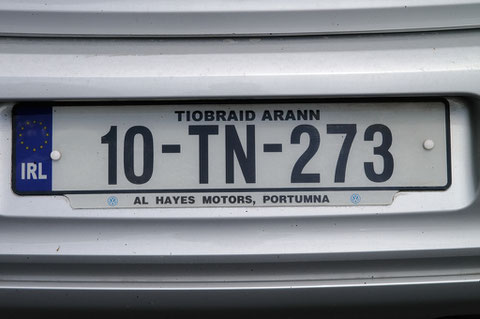 TIOBRAID ARANN
IRL
10-TN-273
AL HAYES MOTORS, PORTUMNA